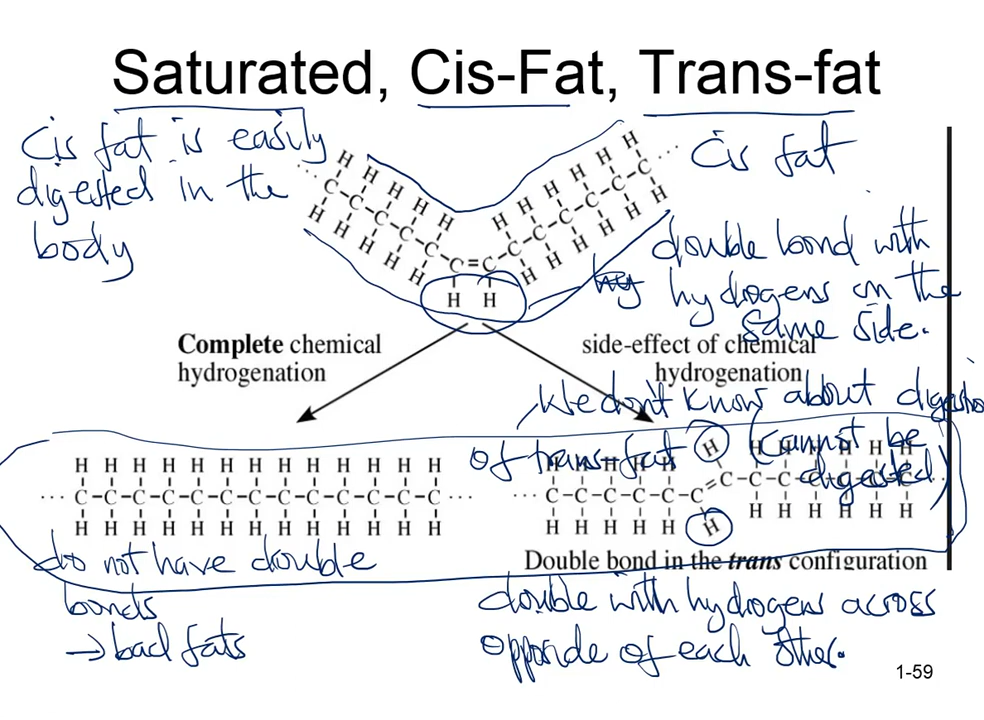 Saturated, Cis-Fat, Trans-fat
Cis fat is easily
digested in the
body
Cis fat
H H H H H H H H H
··· C-C-C-C-C-C=C-C-C-C-C-C-C ···
H H H H H H H H H
H H
double bond with
hydrogens on the
same side.
Complete chemical
hydrogenation
side-effect of chemical
hydrogenation
We don't know about digestion
of trans-fat (cannot be
digested)
H H H H H H H H H H H H H
··· C-C-C-C-C-C-C-C-C-C-C-C-C ···
H H H H H H H H H H H H H
do not have double
bonds
→ bad fats
H H H H H H H H H H H H
··· C-C-C-C-C-C=C-C-C-C-C-C-C
H H H H H H H H H H H H
Double bond in the trans configuration
double with hydrogens across
opposide of each other.
1-59